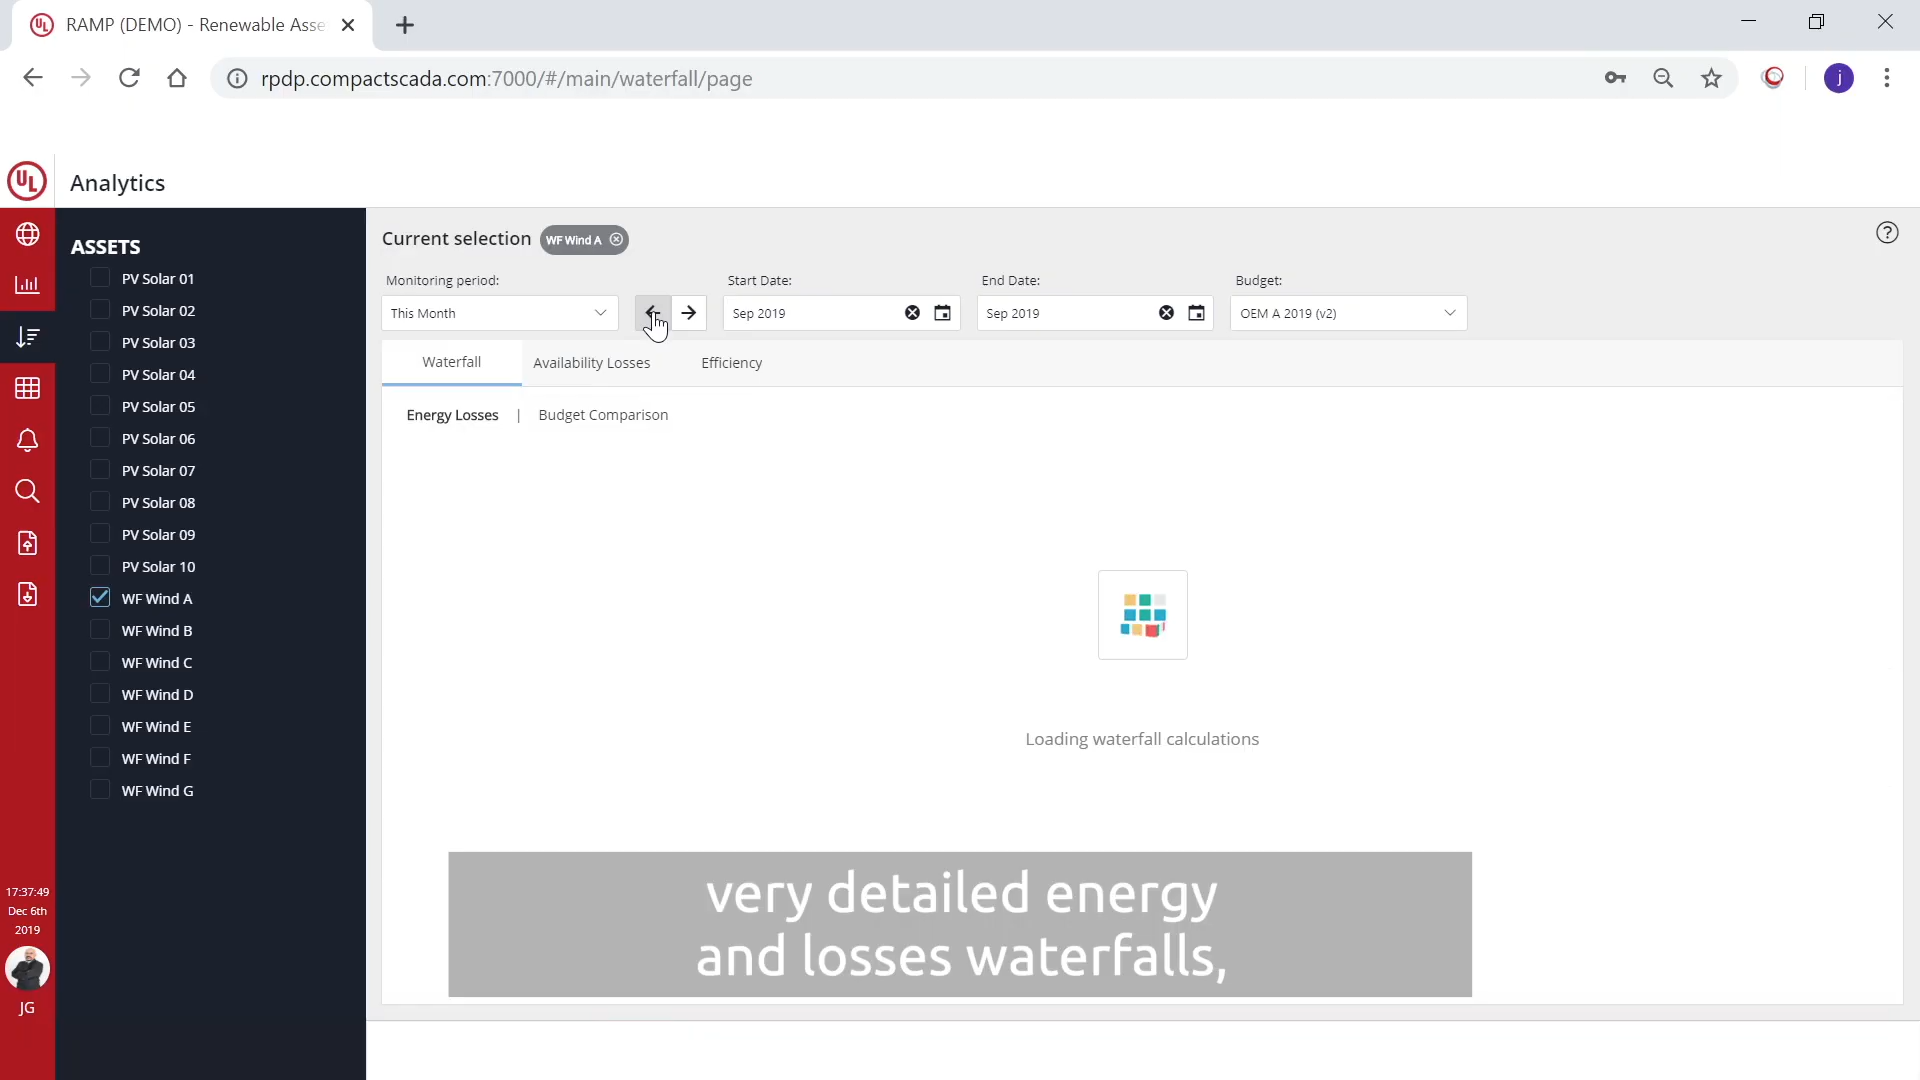 RAMP (DEMO) - Renewable Asse
rpdp.compactscada.com:7000/#/main/waterfall/page
j
UL
Analytics
ASSETS
PV Solar 01
PV Solar 02
PV Solar 03
PV Solar 04
PV Solar 05
PV Solar 06
PV Solar 07
PV Solar 08
PV Solar 09
PV Solar 10
WF Wind A
WF Wind B
WF Wind C
WF Wind D
WF Wind E
WF Wind F
WF Wind G
17:37:49
Dec 6th
2019
JG
Current selection WF Wind A
Monitoring period: Start Date: End Date: Budget:
This Month Sep 2019 Sep 2019 OEM A 2019 (v2)
Waterfall Availability Losses Efficiency
Energy Losses | Budget Comparison
Loading waterfall calculations
very detailed energy
and losses waterfalls,